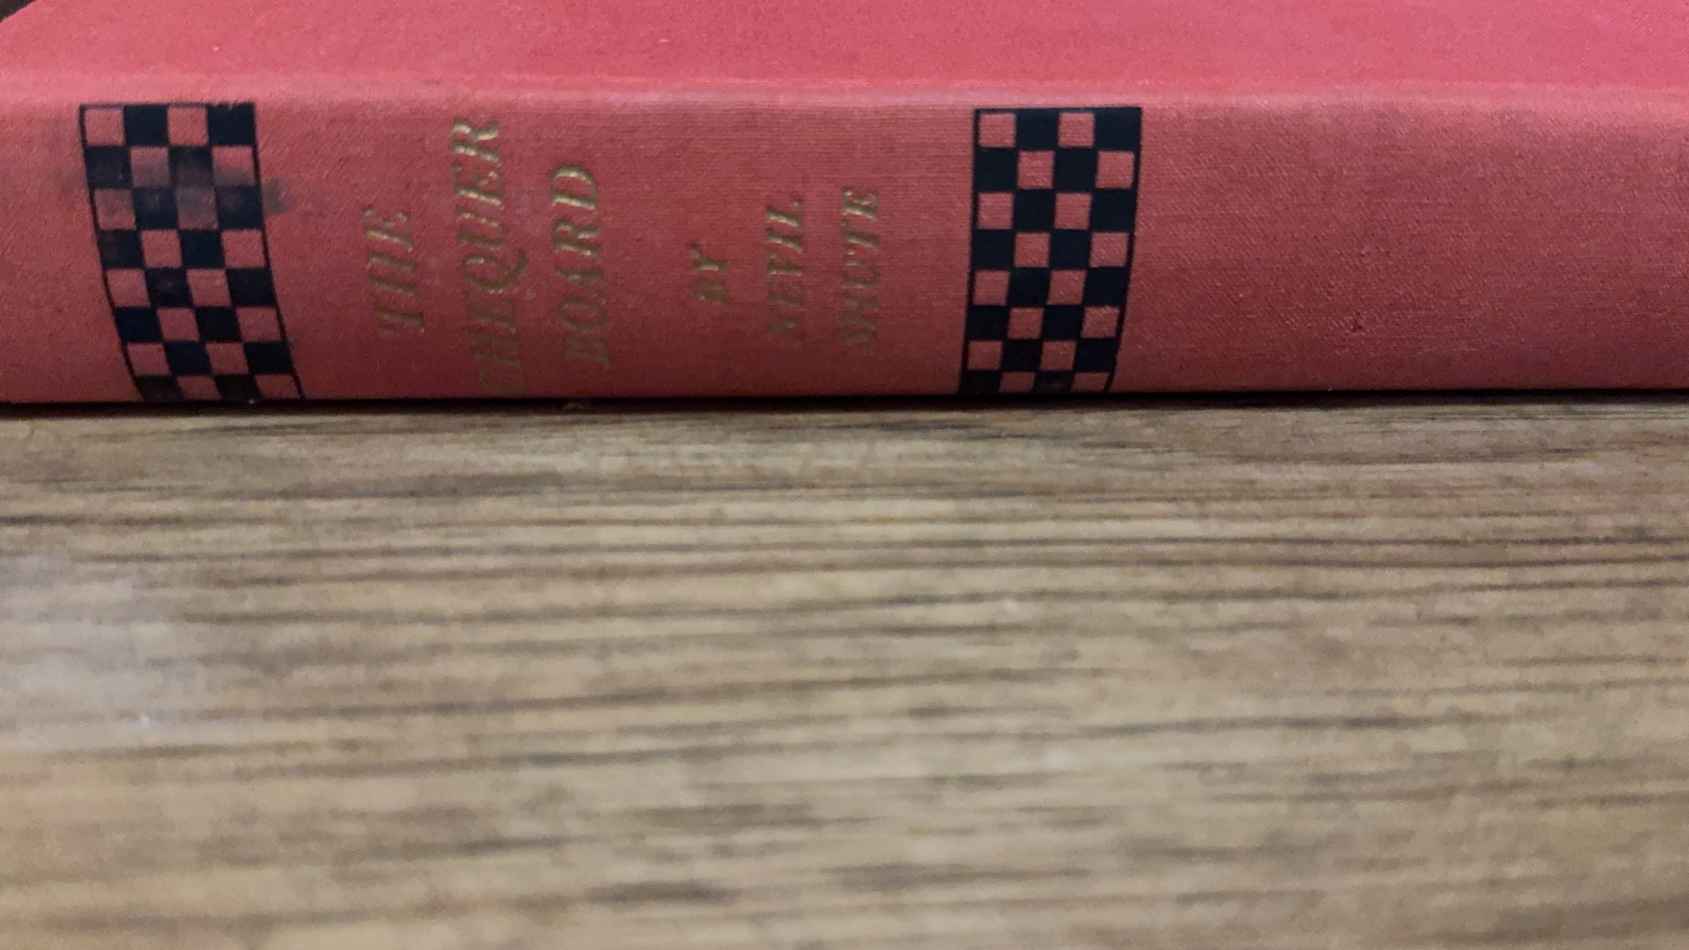 THE
CHEQUER
BOARD
BY
NEVIL
SHUTE